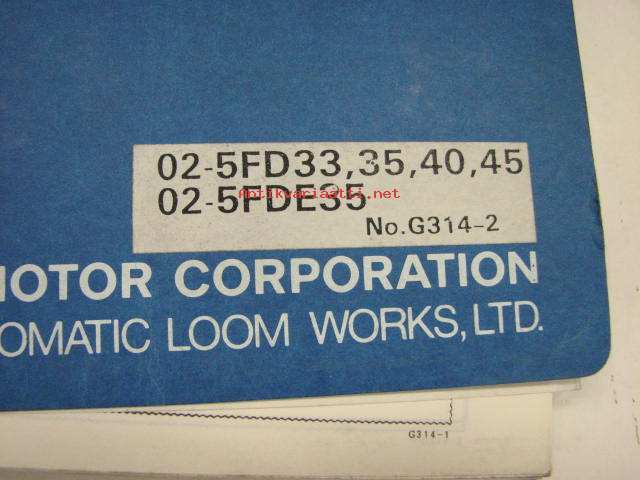 02-5FD33,35,40,45
Antikvariaatti.net
02-5FDE35
No.G314-2
MOTOR CORPORATION
OMATIC LOOM WORKS,LTD.
G314-1